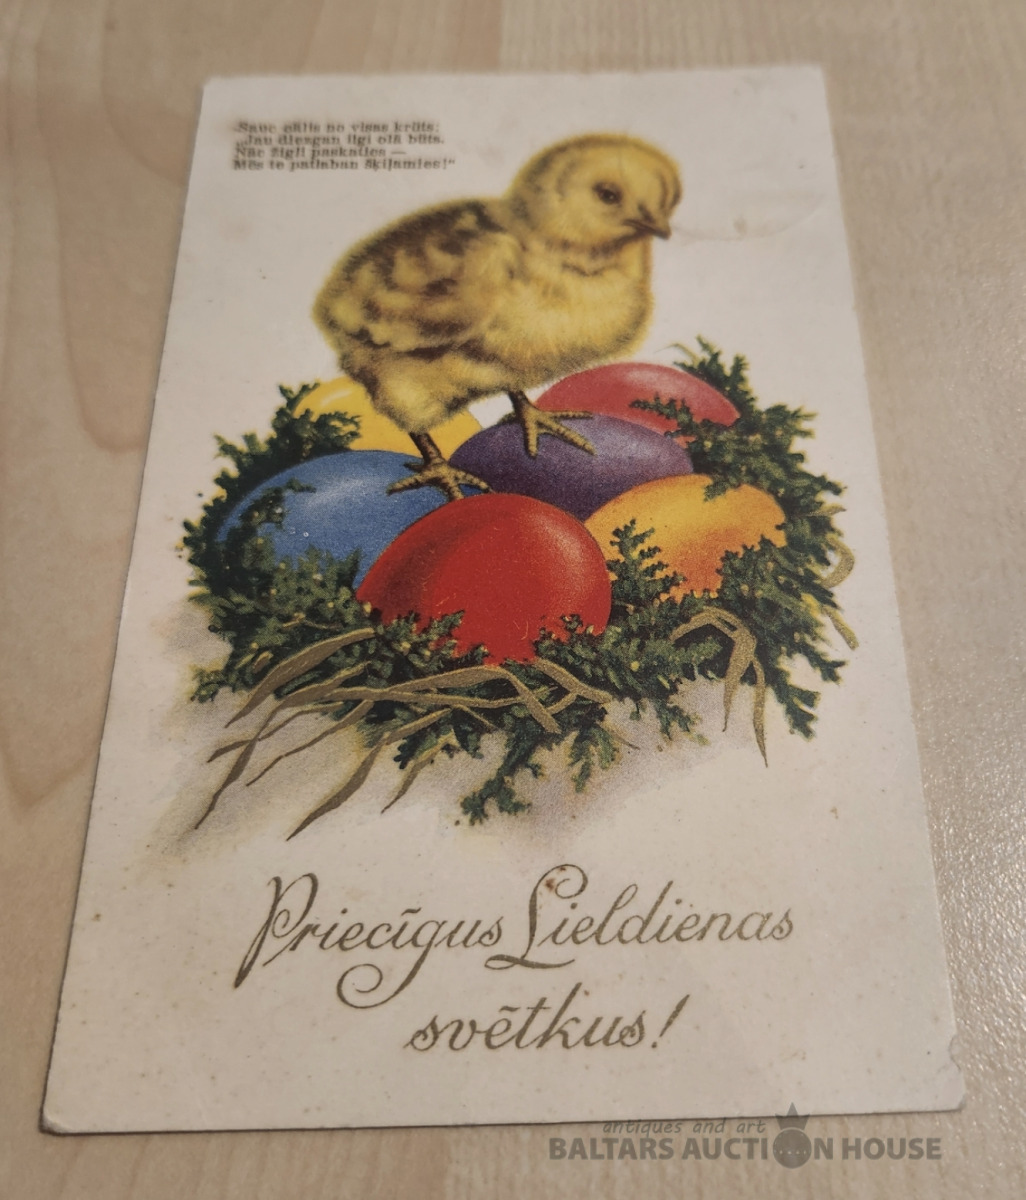 Sauc cālis no visas krūts:
„Jau diezgan ilgi olā būts.
Nāc žigli paskaties —
Mēs te patlaban šķiļamies!"
Priecīgus Lieldienas
svētkus!
antiques and art
BALTARS AUCTION HOUSE